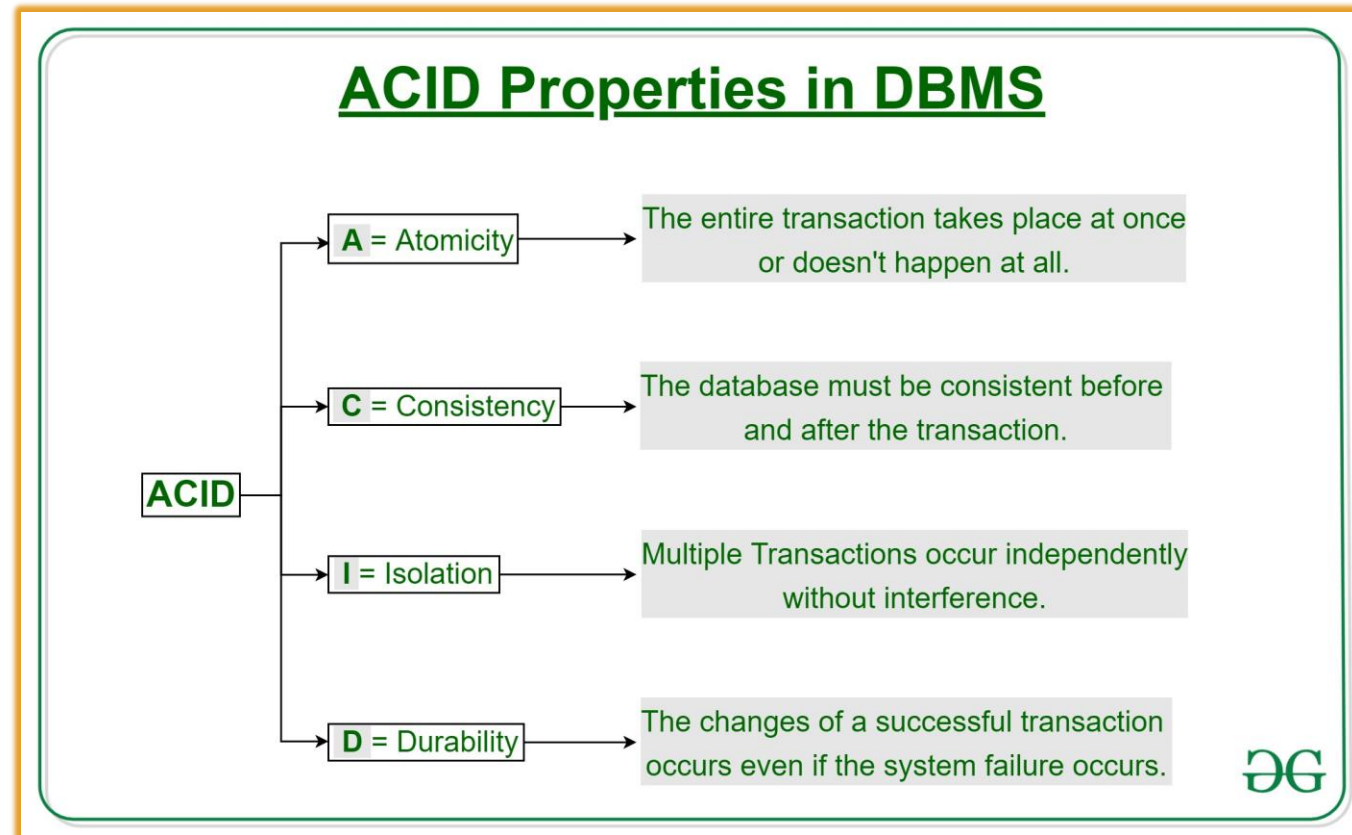 ACID Properties in DBMS
A = Atomicity
The entire transaction takes place at once
or doesn't happen at all.
C = Consistency
The database must be consistent before
and after the transaction.
ACID
I = Isolation
Multiple Transactions occur independently
without interference.
D = Durability
The changes of a successful transaction
occurs even if the system failure occurs.